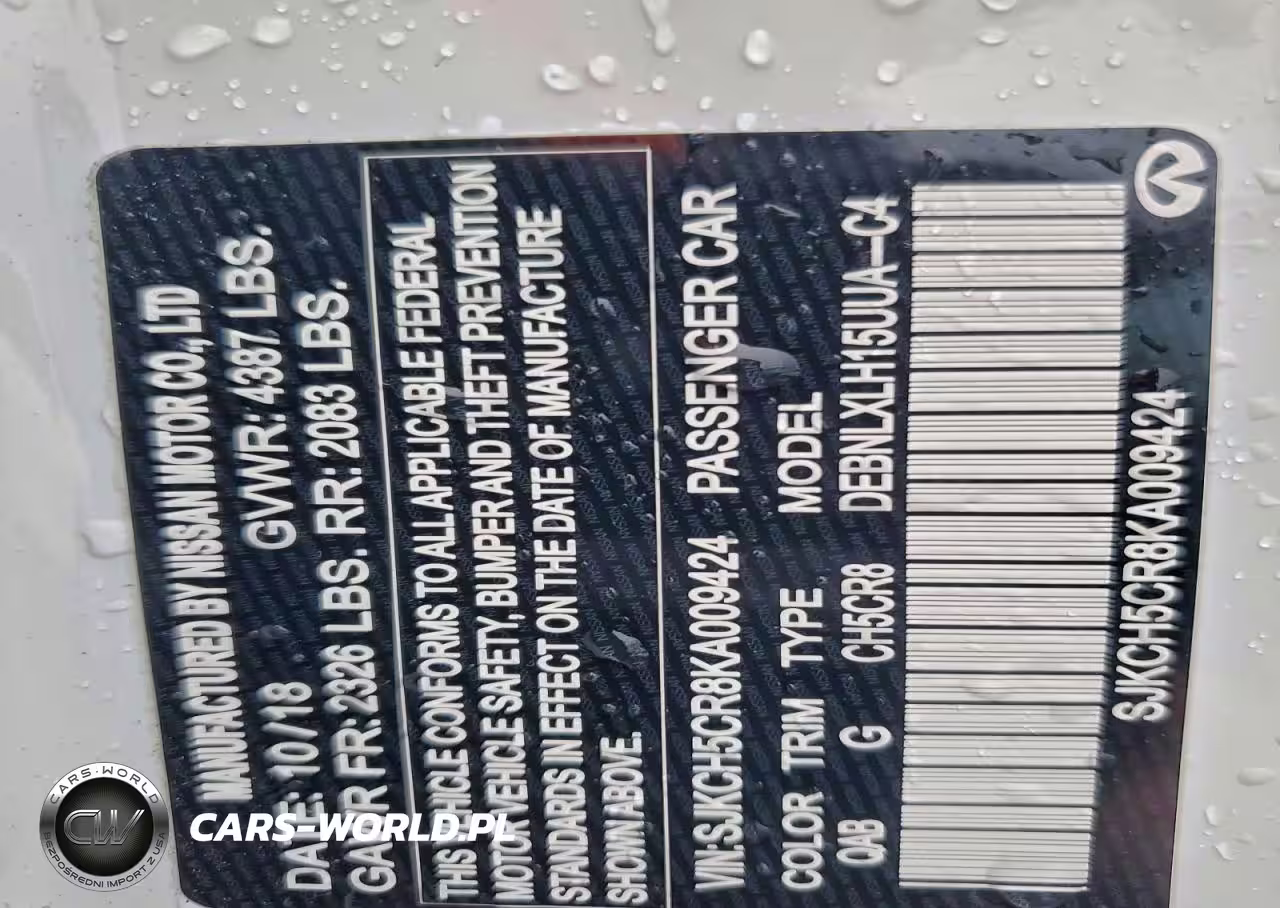 MANUFACTURED BY NISSAN MOTOR CO.,LTD
DATE: 10/18 GVWR: 4387 LBS.
GAWR FR: 2326 LBS. RR: 2083 LBS.
THIS VEHICLE CONFORMS TO ALL APPLICABLE FEDERAL
MOTOR VEHICLE SAFETY, BUMPER AND THEFT PREVENTION
STANDARDS IN EFFECT ON THE DATE OF MANUFACTURE
SHOWN ABOVE.
VIN:SJKCH5CR8KA009424 PASSENGER CAR
COLOR TRIM TYPE MODEL
QAB G CH5CR8 DEBNLXLH15UUA-C4
SJKCH5CR8KA009424
CARS-WORLD
CW
BEZPOŚREDNI IMPORT Z USA
CARS-WORLD.PL